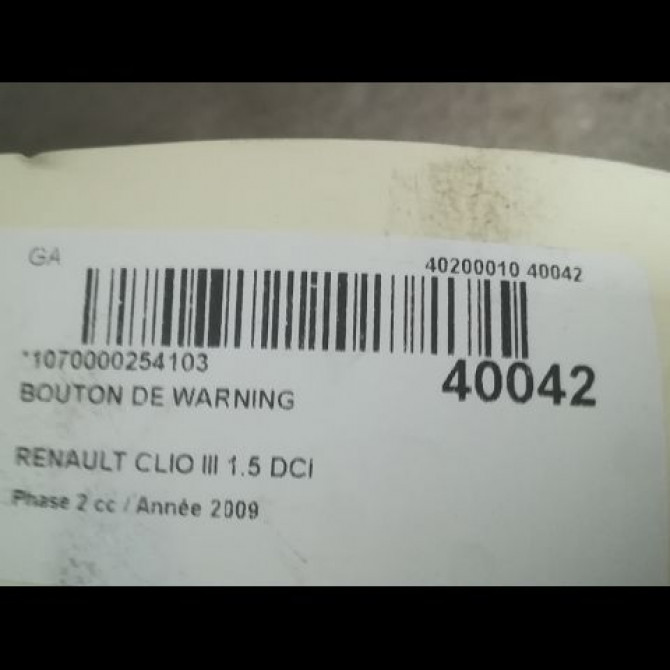 GA
40200010 40042
*1070000254103
40042
BOUTON DE WARNING
RENAULT CLIO III 1.5 DCI
Phase 2 cc / Année 2009